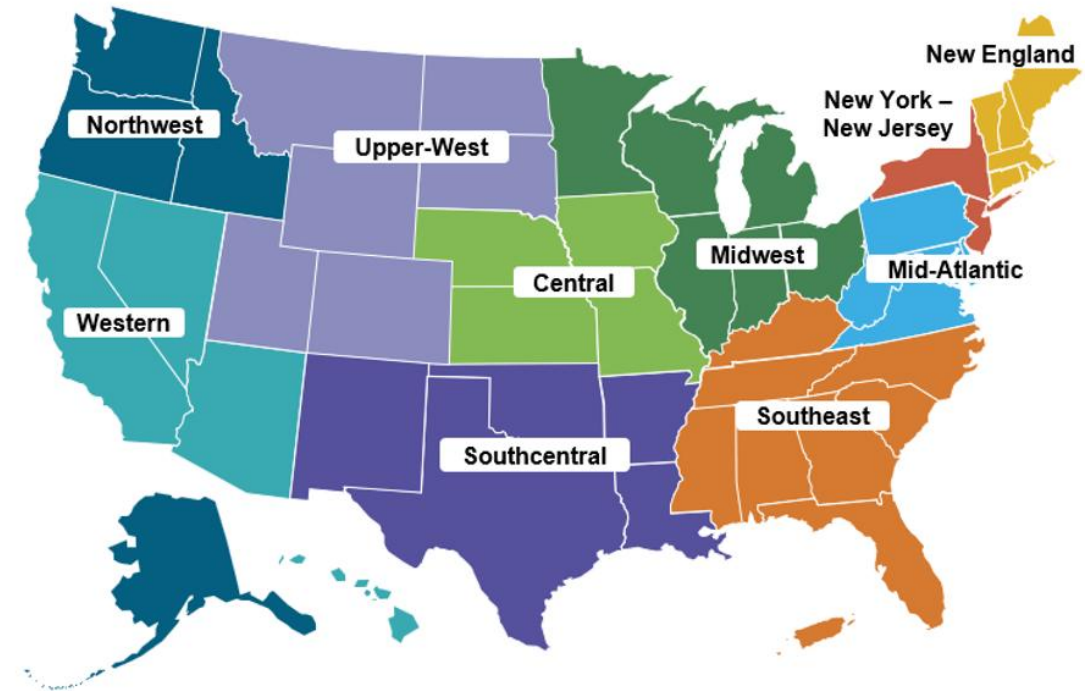 New England
New York –
New Jersey
Northwest
Upper-West
Midwest
Mid-Atlantic
Central
Western
Southeast
Southcentral